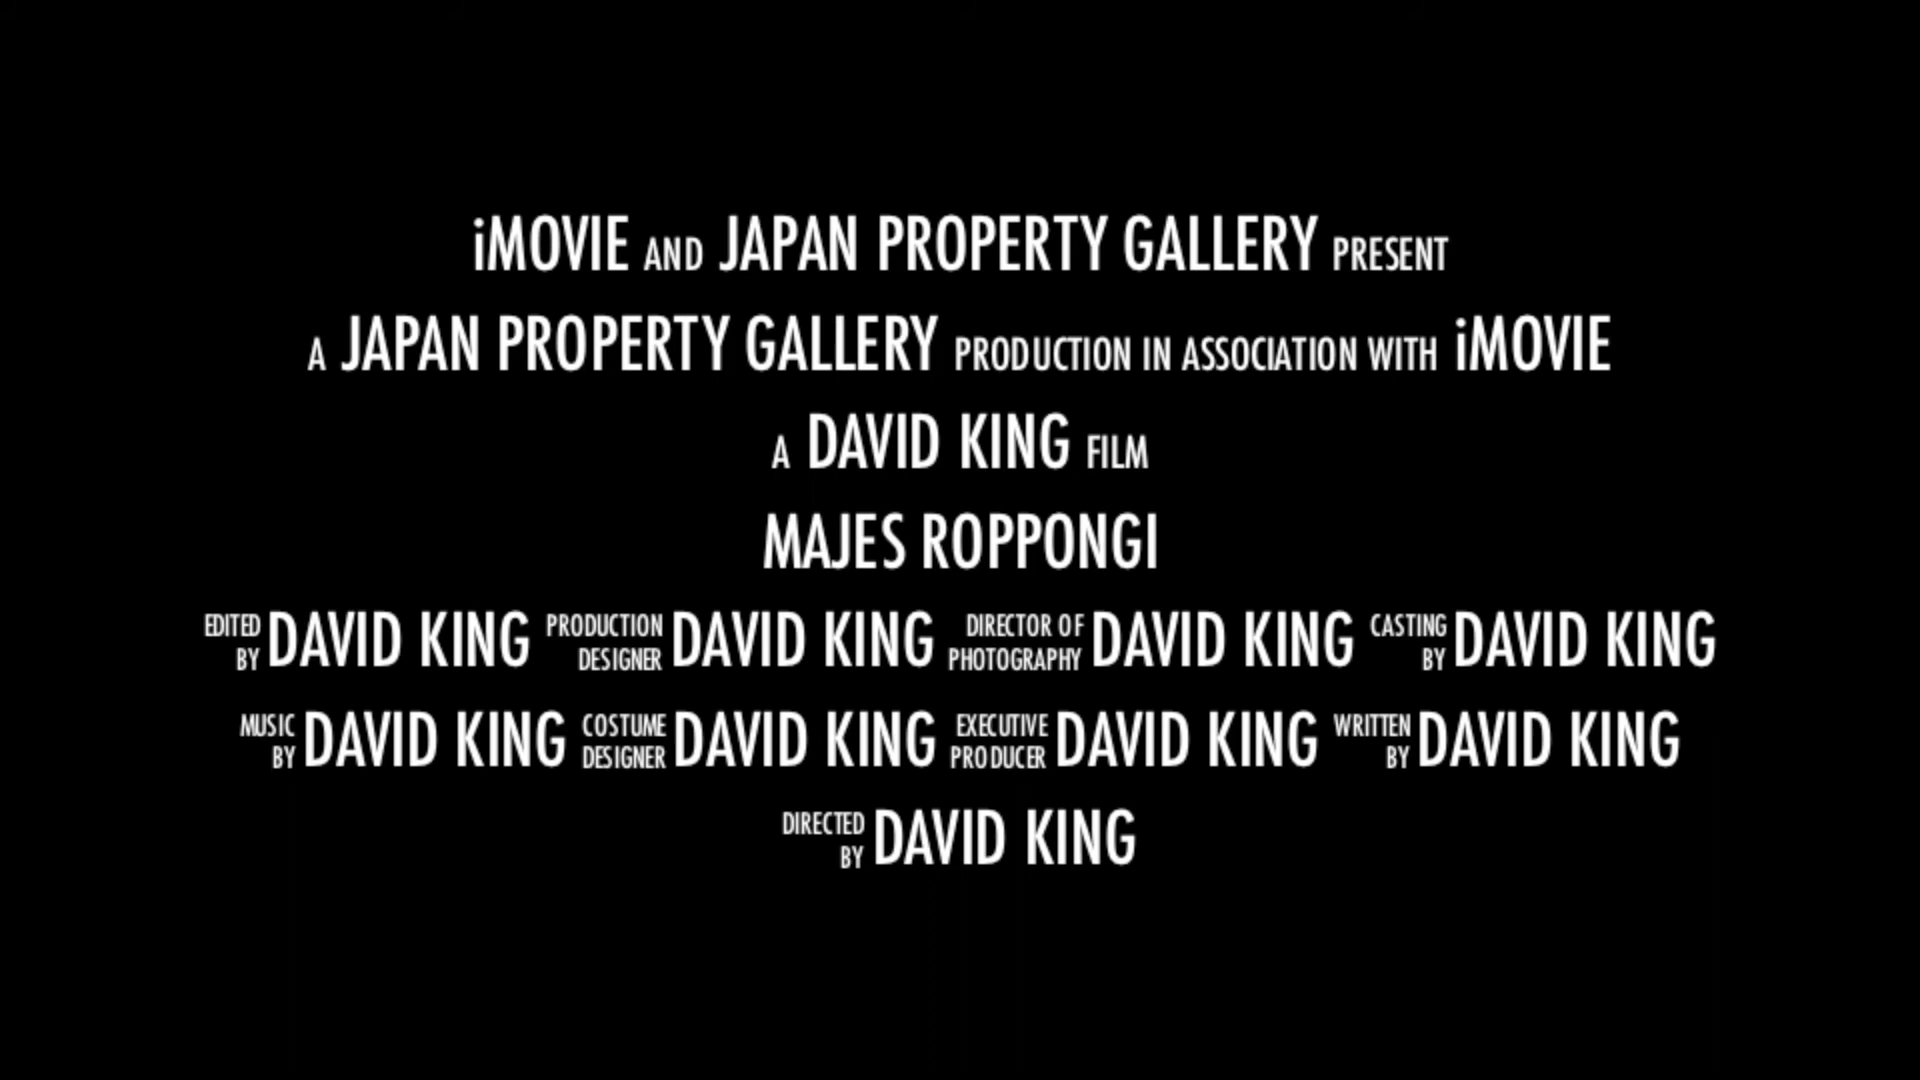 iMOVIE AND JAPAN PROPERTY GALLERY PRESENT
A JAPAN PROPERTY GALLERY PRODUCTION IN ASSOCIATION WITH iMOVIE
A DAVID KING FILM
MAJES ROPPONGI
EDITED BY DAVID KING PRODUCTION DESIGNER DAVID KING DIRECTOR OF PHOTOGRAPHY DAVID KING CASTING BY DAVID KING
MUSIC BY DAVID KING COSTUME DESIGNER DAVID KING EXECUTIVE PRODUCER DAVID KING WRITTEN BY DAVID KING
DIRECTED BY DAVID KING